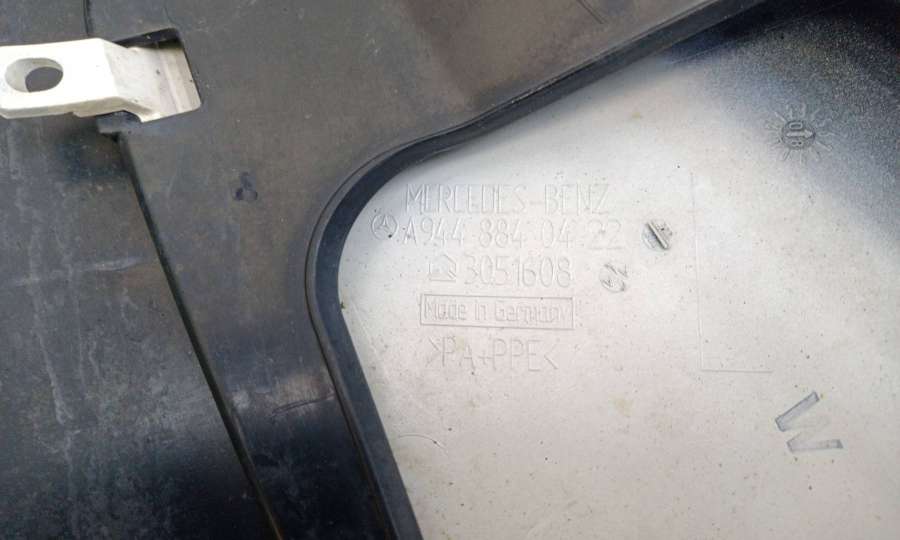 MERCEDES-BENZ
A944 884 04 22
3051608
Made in Germany
>PA+PPE<
W